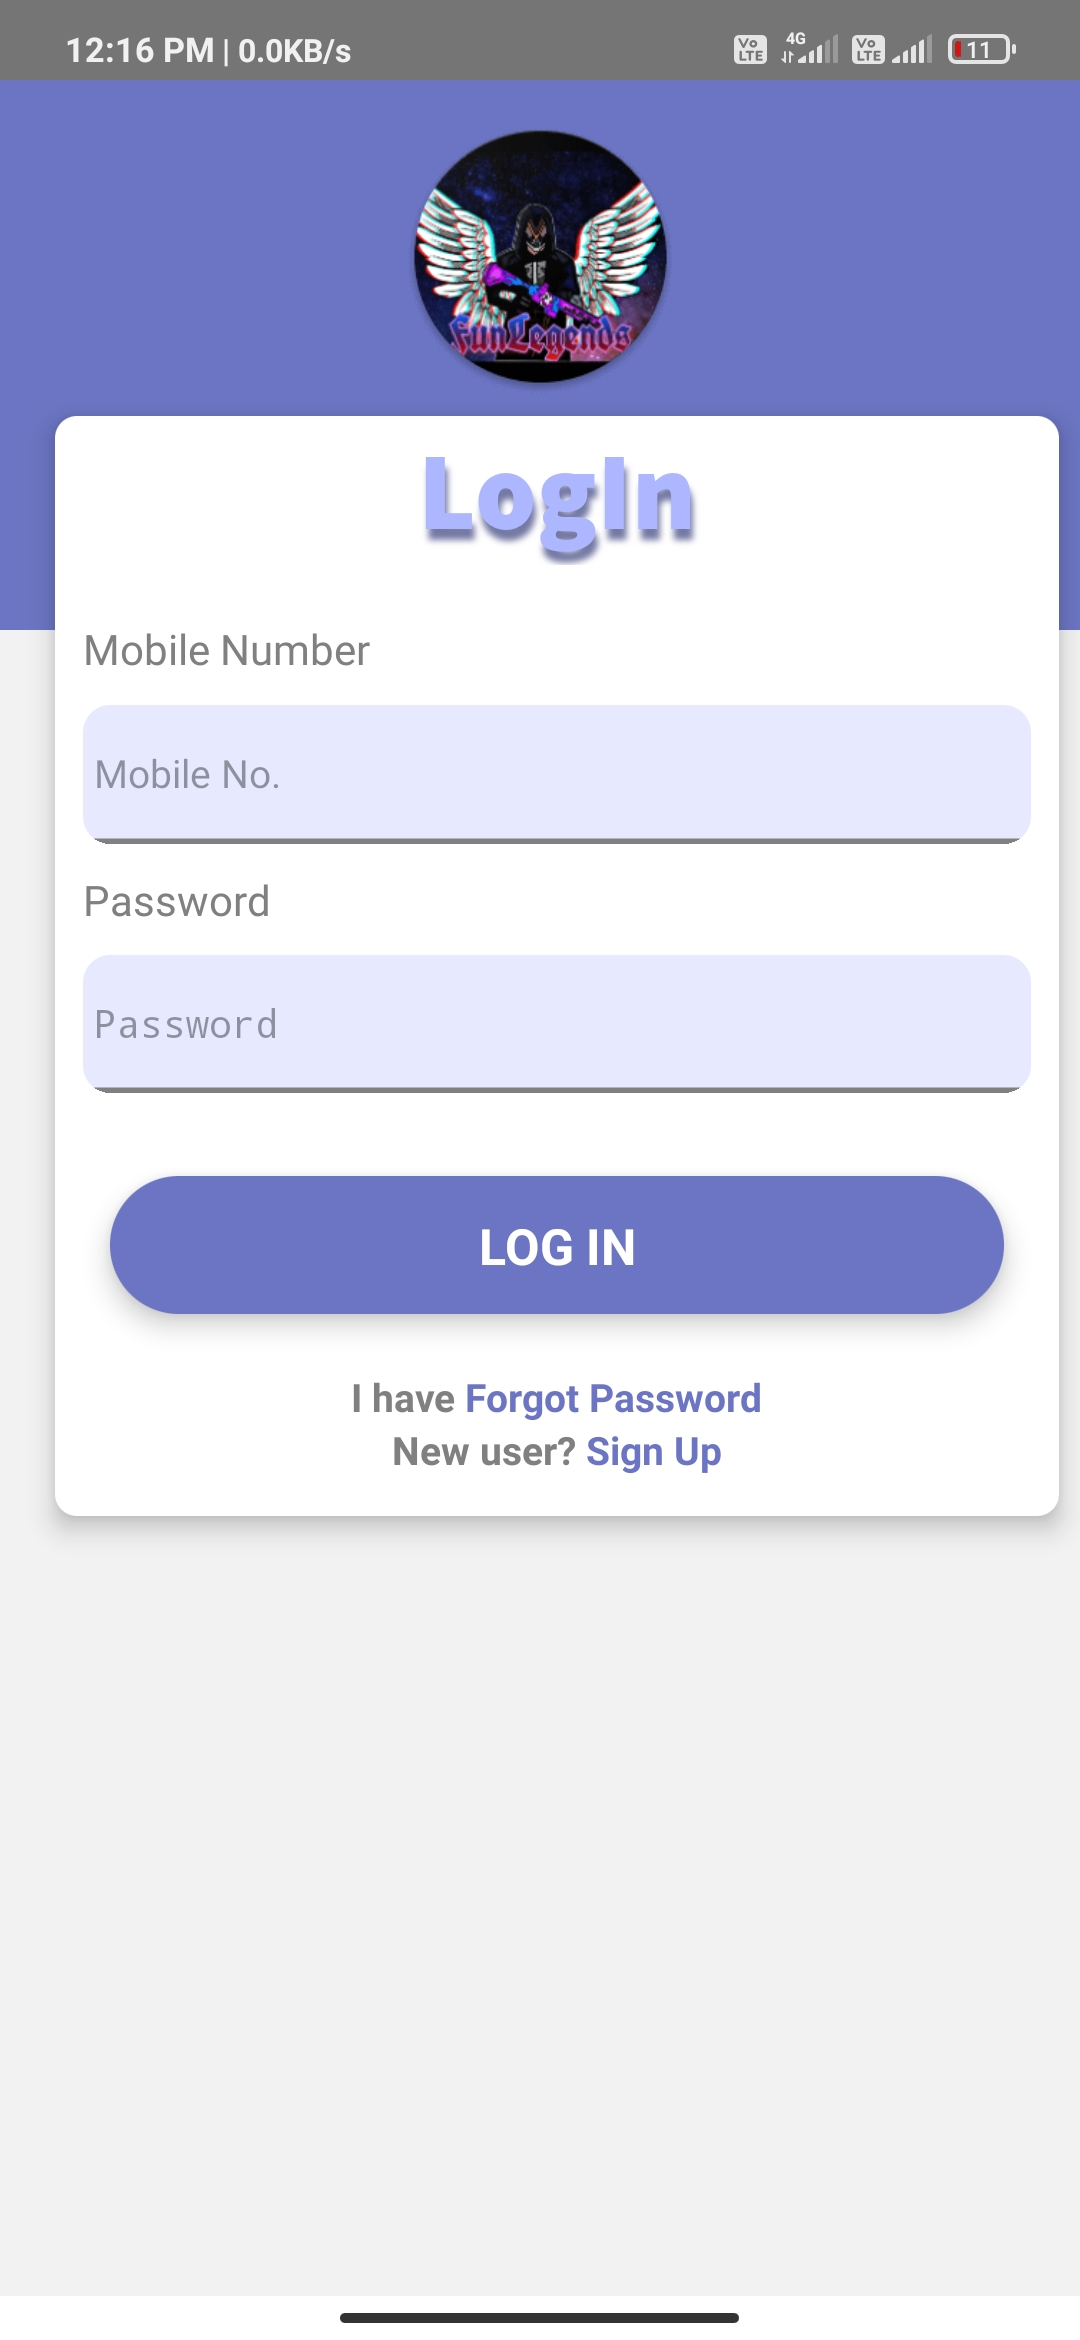 12:16 PM | 0.0KB/s
Vo LTE 4G Vo LTE 11
FunLegends
LogIn
Mobile Number
Mobile No.
Password
Password
LOG IN
I have Forgot Password
New user? Sign Up